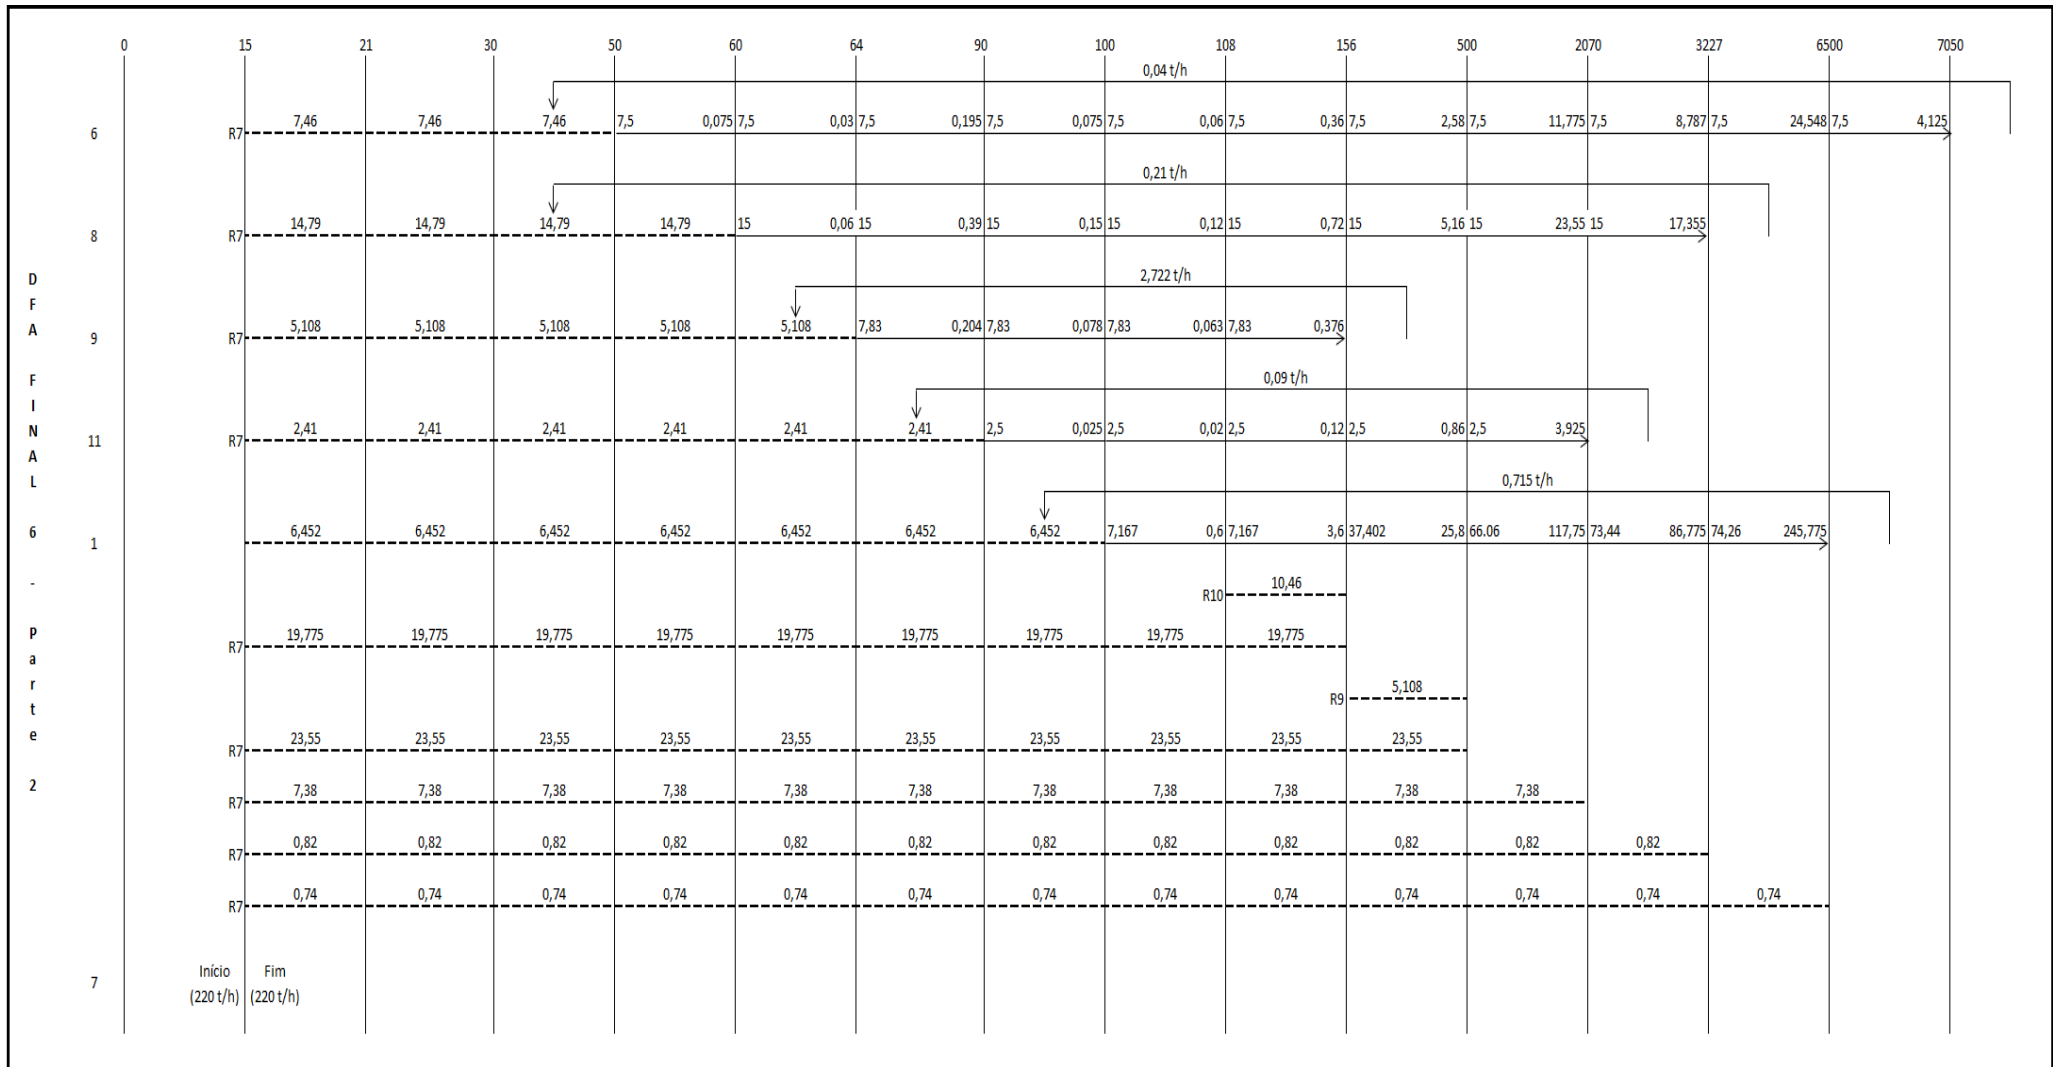 0 15 21 30 50 60 64 90 100 108 156 500 2070 3227 6500 7050
0,04 t/h
7,46 7,46 7,46 7,5 0,075 7,5 0,03 7,5 0,195 7,5 0,075 7,5 0,06 7,5 0,36 7,5 2,58 7,5 11,775 7,5 8,787 7,5 24,548 7,5 4,125
6 R7
0,21 t/h
14,79 14,79 14,79 14,79 15 0,06 15 0,39 15 0,15 15 0,12 15 0,72 15 5,16 15 23,55 15 17,355
8 R7
2,722 t/h
5,108 5,108 5,108 5,108 5,108 7,83 0,204 7,83 0,078 7,83 0,063 7,83 0,376
9 R7
0,09 t/h
2,41 2,41 2,41 2,41 2,41 2,41 2,5 0,025 2,5 0,02 2,5 0,12 2,5 0,86 2,5 3,925
11 R7
0,715 t/h
6,452 6,452 6,452 6,452 6,452 6,452 6,452 7,167 0,6 7,167 3,6 37,402 25,8 66.06 117,75 73,44 86,775 74,26 245,775
1
10,46
R10
19,775 19,775 19,775 19,775 19,775 19,775 19,775 19,775 19,775
R7
5,108
R9
23,55 23,55 23,55 23,55 23,55 23,55 23,55 23,55 23,55 23,55
R7
7,38 7,38 7,38 7,38 7,38 7,38 7,38 7,38 7,38 7,38 7,38
R7
0,82 0,82 0,82 0,82 0,82 0,82 0,82 0,82 0,82 0,82 0,82 0,82
R7
0,74 0,74 0,74 0,74 0,74 0,74 0,74 0,74 0,74 0,74 0,74 0,74 0,74
R7
Início Fim
7
(220 t/h) (220 t/h)
DFA FINAL 6 - parte 2